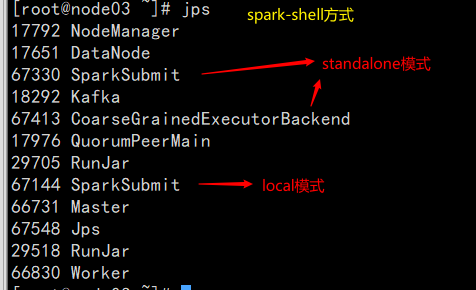 [root@node03 ~]# jps
spark-shell方式
17792 NodeManager
17651 DataNode
67330 SparkSubmit
standalone模式
18292 Kafka
67413 CoarseGrainedExecutorBackend
17976 QuorumPeerMain
29705 RunJar
67144 SparkSubmit
local模式
66731 Master
67548 Jps
29518 RunJar
66830 Worker